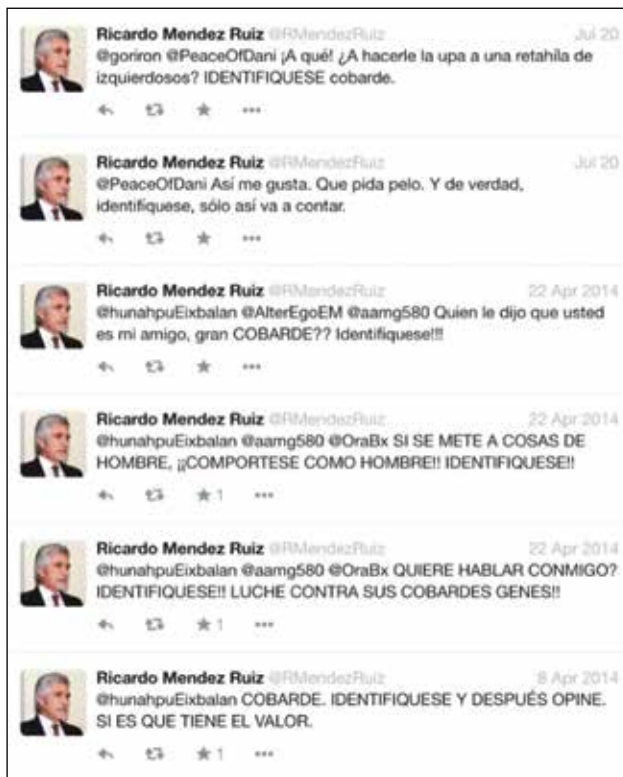 Ricardo Mendez Ruiz @RMendezRuiz Jul 20
@goriron @PeaceOfDani ¡A qué! ¿A hacerle la upa a una retahíla de
izquierdosos? IDENTIFIQUESE cobarde.
Ricardo Mendez Ruiz @RMendezRuiz Jul 20
@PeaceOfDani Así me gusta. Que pida pelo. Y de verdad,
identifíquese, sólo así va a contar.
Ricardo Mendez Ruiz @RMendezRuiz 22 Apr 2014
@hunahpuEixbalan @AlterEgoEM @aamg580 Quien le dijo que usted
es mi amigo, gran COBARDE?? Identifiquese!!!
Ricardo Mendez Ruiz @RMendezRuiz 22 Apr 2014
@hunahpuEixbalan @aamg580 @OraBx SI SE METE A COSAS DE
HOMBRE, ¡¡COMPORTESE COMO HOMBRE!! IDENTIFIQUESE!!
1
Ricardo Mendez Ruiz @RMendezRuiz 22 Apr 2014
@hunahpuEixbalan @aamg580 @OraBx QUIERE HABLAR CONMIGO?
IDENTIFIQUESE!! LUCHE CONTRA SUS COBARDES GENES!!
1
Ricardo Mendez Ruiz @RMendezRuiz 8 Apr 2014
@hunahpuEixbalan COBARDE. IDENTIFIQUESE Y DESPUÉS OPINE.
SI ES QUE TIENE EL VALOR.
1